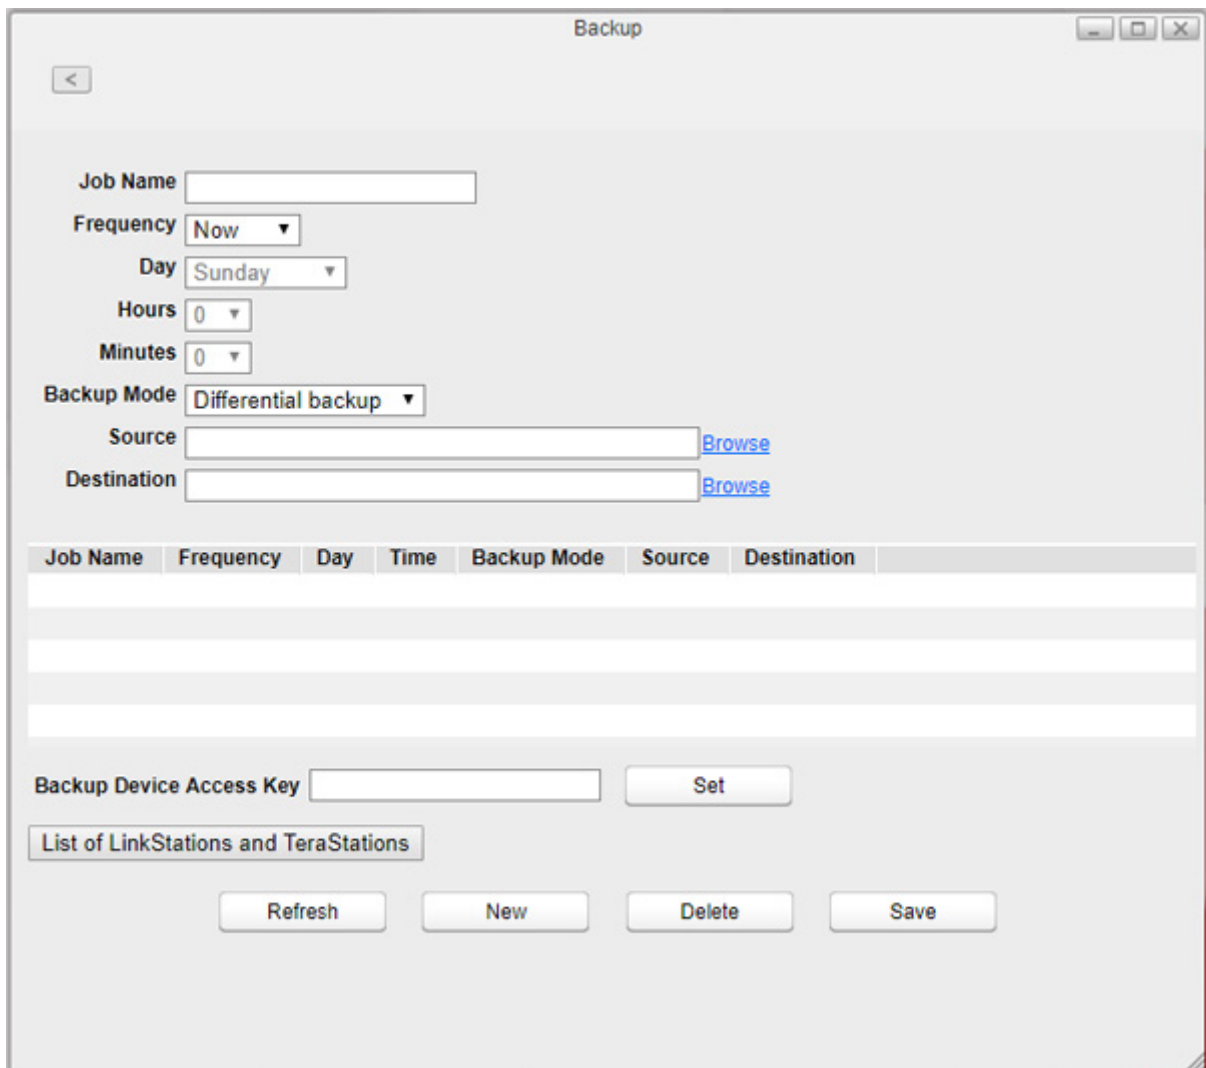 Backup
<
Job Name
Frequency Now
Day Sunday
Hours 0
Minutes 0
Backup Mode Differential backup
Source Browse
Destination Browse
Job Name Frequency Day Time Backup Mode Source Destination
Backup Device Access Key Set
List of LinkStations and TeraStations
Refresh New Delete Save